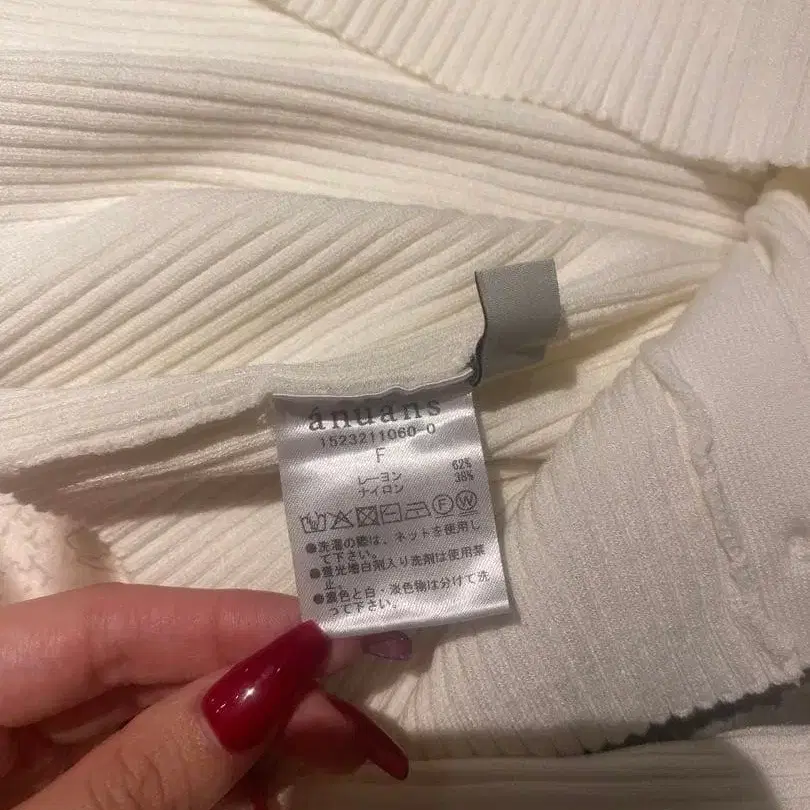 ánuans
1523211060-0
F
レーヨン 62%
ナイロン 38%
●洗濯の際は、ネットを使用し
て下さい。
●蛍光増白剤入り洗剤は使用禁
止。
●濃色と白・淡色物は分けて洗
って下さい。